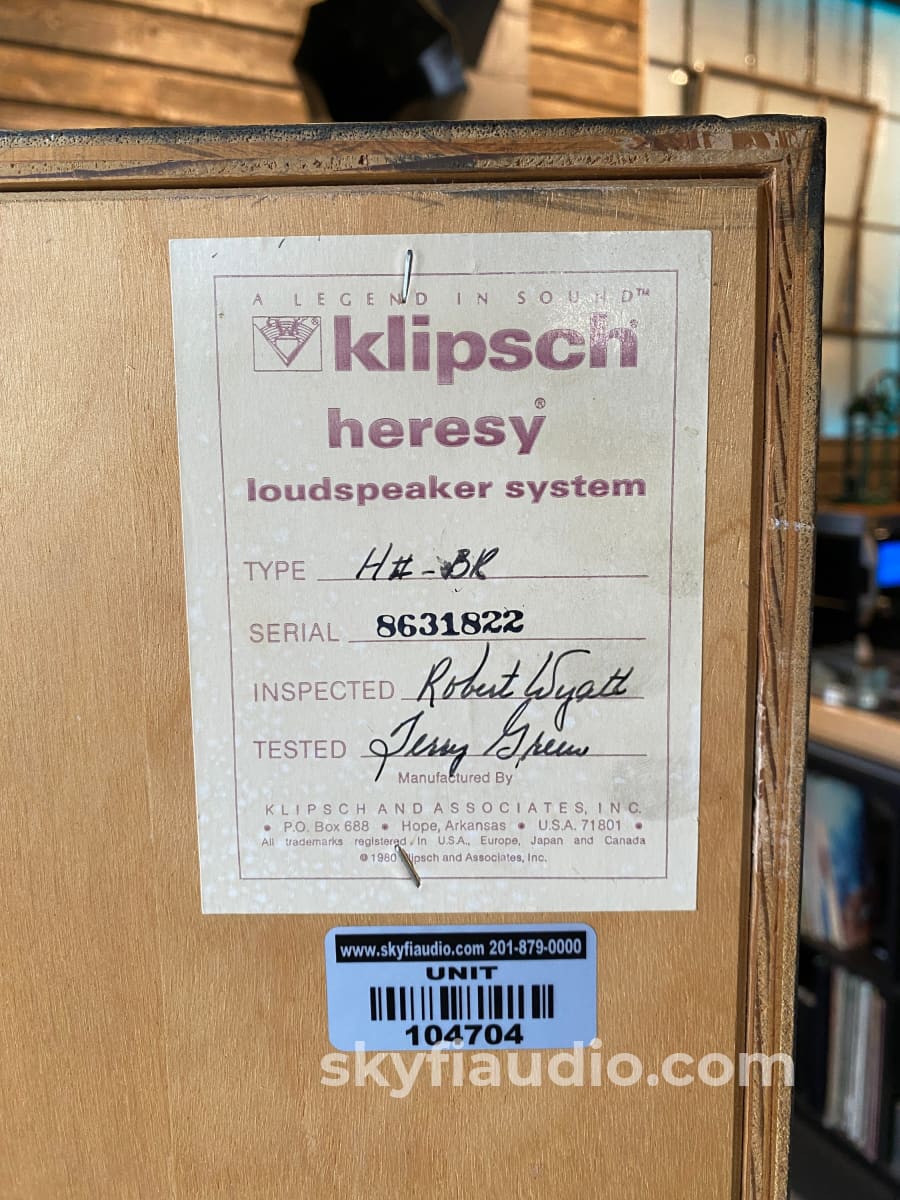 A LEGEND IN SOUND™
klipsch®
heresy®
loudspeaker system
TYPE HII-BR
SERIAL 8631822
INSPECTED Robert Wyatt
TESTED Terry Green
Manufactured By
KLIPSCH AND ASSOCIATES, INC.
• P.O. Box 688 • Hope, Arkansas • U.S.A. 71801 •
All trademarks registered in U.S.A., Europe, Japan and Canada
© 1980 Klipsch and Associates, Inc.
www.skyfiaudio.com 201-879-0000
UNIT
104704
skyfiaudio.com